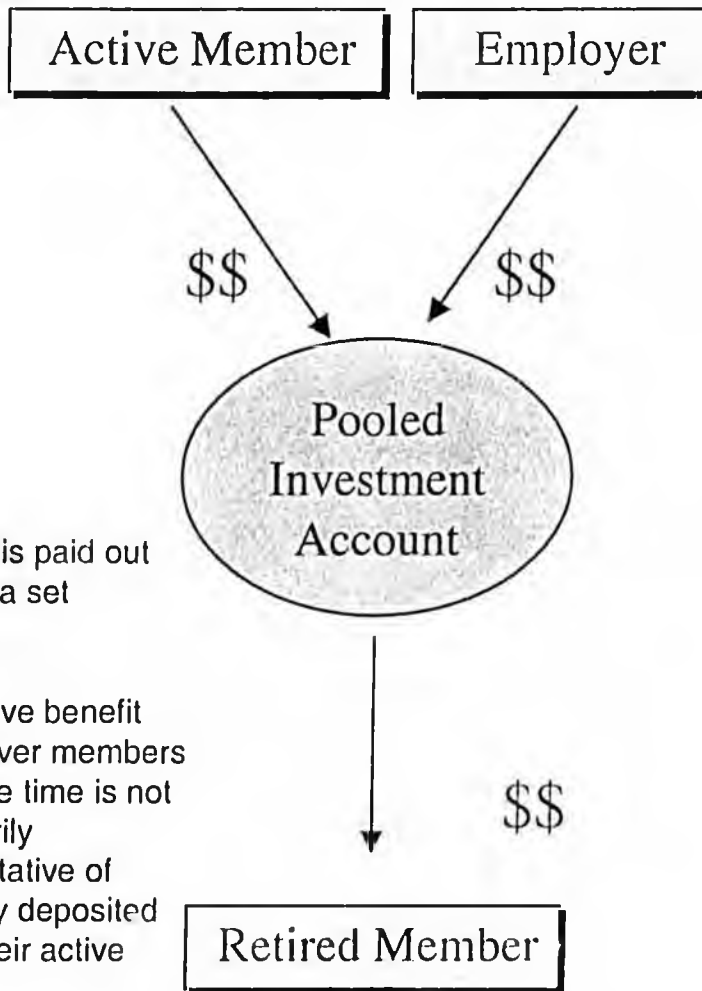 Active Member
Employer
$$
$$
Pooled
Investment
Account
is paid out
a set
ve benefit
ver members
e time is not
rily
tative of
y deposited
eir active
$$
Retired Member